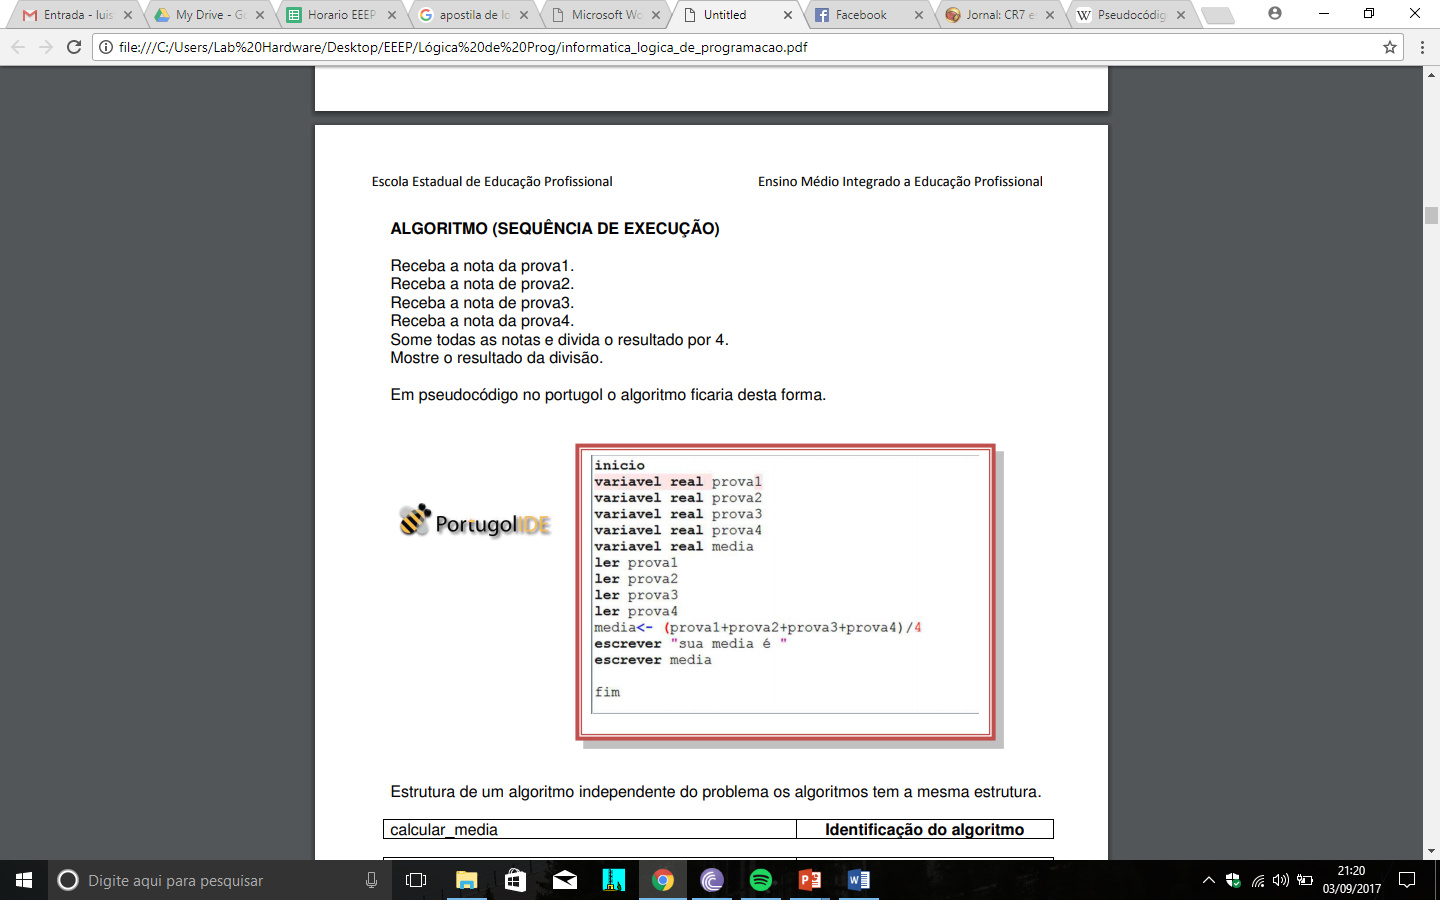 Entrada - luis
My Drive - Go
Horario EEEP
apostila de lo
Microsoft Wo
Untitled
Facebook
Jornal: CR7 e
Pseudocódig
file:///C:/Users/Lab%20Hardware/Desktop/EEEP/Lógica%20de%20Prog/informatica_logica_de_programacao.pdf
Escola Estadual de Educação Profissional
Ensino Médio Integrado a Educação Profissional
ALGORITMO (SEQUÊNCIA DE EXECUÇÃO)
Receba a nota da prova1.
Receba a nota de prova2.
Receba a nota de prova3.
Receba a nota da prova4.
Some todas as notas e divida o resultado por 4.
Mostre o resultado da divisão.
Em pseudocódigo no portugol o algoritmo ficaria desta forma.
PortugolIDE
inicio
variavel real prova1
variavel real prova2
variavel real prova3
variavel real prova4
variavel real media
ler prova1
ler prova2
ler prova3
ler prova4
media<- (prova1+prova2+prova3+prova4)/4
escrever "sua media é "
escrever media
fim
Estrutura de um algoritmo independente do problema os algoritmos tem a mesma estrutura.
calcular_media
Identificação do algoritmo
Digite aqui para pesquisar
21:20
03/09/2017